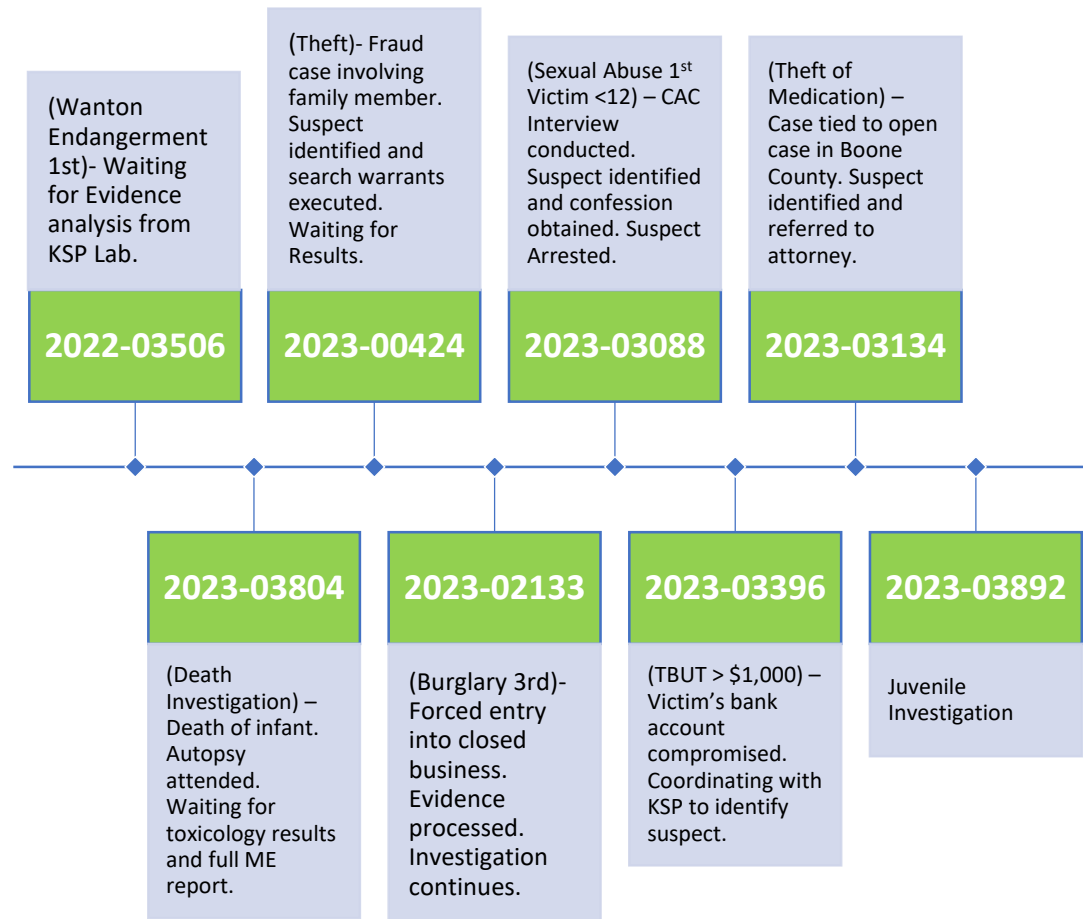 (Wanton
Endangerment
1st)- Waiting
for Evidence
analysis from
KSP Lab.
2022-03506
(Theft)- Fraud
case involving
family member.
Suspect
identified and
search warrants
executed.
Waiting for
Results.
2023-00424
(Sexual Abuse 1st
Victim <12) – CAC
Interview
conducted.
Suspect identified
and confession
obtained. Suspect
Arrested.
2023-03088
(Theft of
Medication) –
Case tied to open
case in Boone
County. Suspect
identified and
referred to
attorney.
2023-03134
2023-03804
(Death
Investigation) –
Death of infant.
Autopsy
attended.
Waiting for
toxicology results
and full ME
report.
2023-02133
(Burglary 3rd)-
Forced entry
into closed
business.
Evidence
processed.
Investigation
continues.
2023-03396
(TBUT > $1,000) –
Victim’s bank
account
compromised.
Coordinating with
KSP to identify
suspect.
2023-03892
Juvenile
Investigation